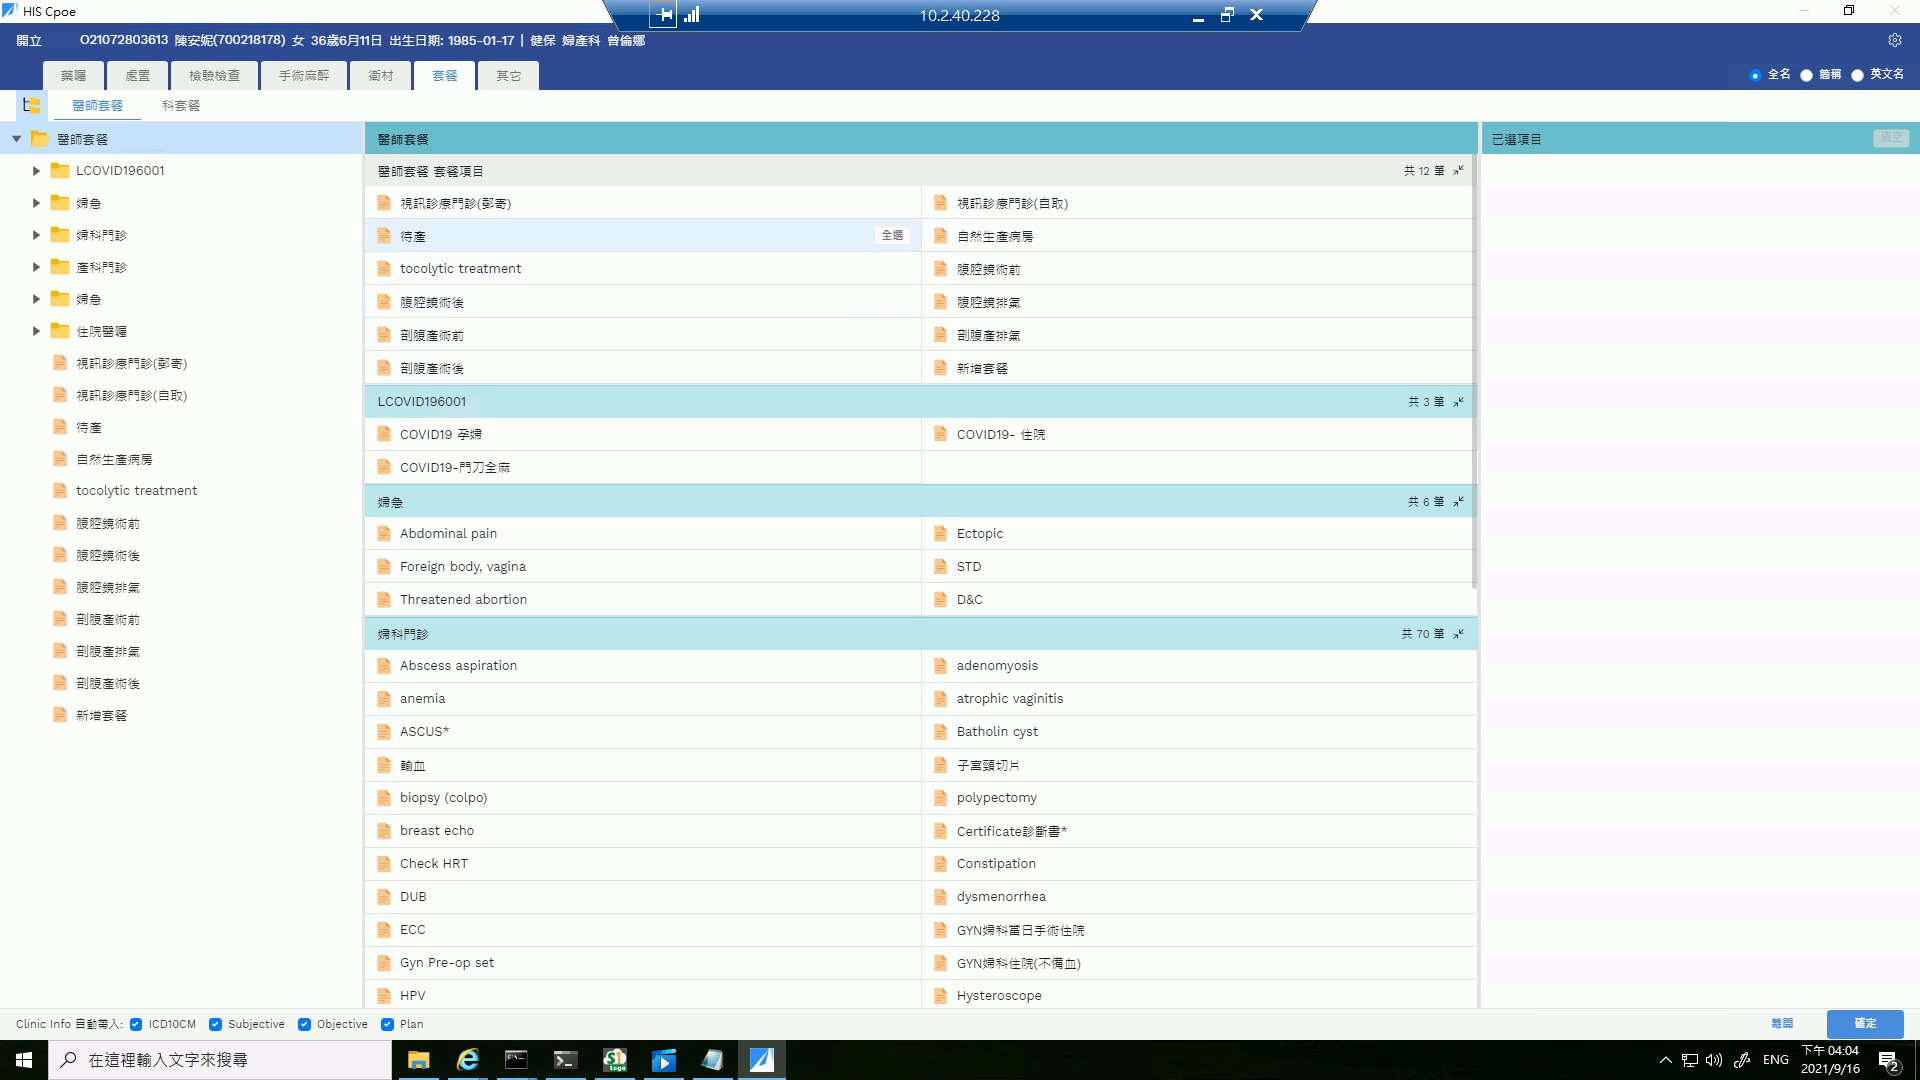 HIS Cpoe
10.2.40.228
開立 O21072803613 陳安妮(700218178) 女 36歲6月11日 出生日期: 1985-01-17 | 健保 婦產科 曾倫娜
藥囑 處置 檢驗檢查 手術麻醉 衛材 套餐 其它
全名 簡稱 英文名
醫師套餐 科套餐
醫師套餐
LCOVID196001
婦急
婦科門診
產科門診
婦急
住院醫囑
視訊診療門診(郵寄)
視訊診療門診(自取)
待產
自然生產病房
tocolytic treatment
腹腔鏡術前
腹腔鏡術後
腹腔鏡排氣
剖腹產術前
剖腹產排氣
剖腹產術後
新增套餐
醫師套餐
醫師套餐 套餐項目 共 12 筆
視訊診療門診(郵寄) 視訊診療門診(自取)
待產 全選 自然生產病房
tocolytic treatment 腹腔鏡術前
腹腔鏡術後 腹腔鏡排氣
剖腹產術前 剖腹產排氣
剖腹產術後 新增套餐
LCOVID196001 共 3 筆
COVID19 孕婦 COVID19- 住院
COVID19-門刀全麻
婦急 共 6 筆
Abdominal pain Ectopic
Foreign body, vagina STD
Threatened abortion D&C
婦科門診 共 70 筆
Abscess aspiration adenomyosis
anemia atrophic vaginitis
ASCUS* Batholin cyst
輸血 子宮頸切片
biopsy (colpo) polypectomy
breast echo Certificate診斷書*
Check HRT Constipation
DUB dysmenorrhea
ECC GYN婦科當日手術住院
Gyn Pre-op set GYN婦科住院(不備血)
HPV Hysteroscope
已選項目 清空
Clinic Info 自動帶入: ICD10CM Subjective Objective Plan
離開 確定
在這裡輸入文字來搜尋
ENG
下午 04:04
2021/9/16
2